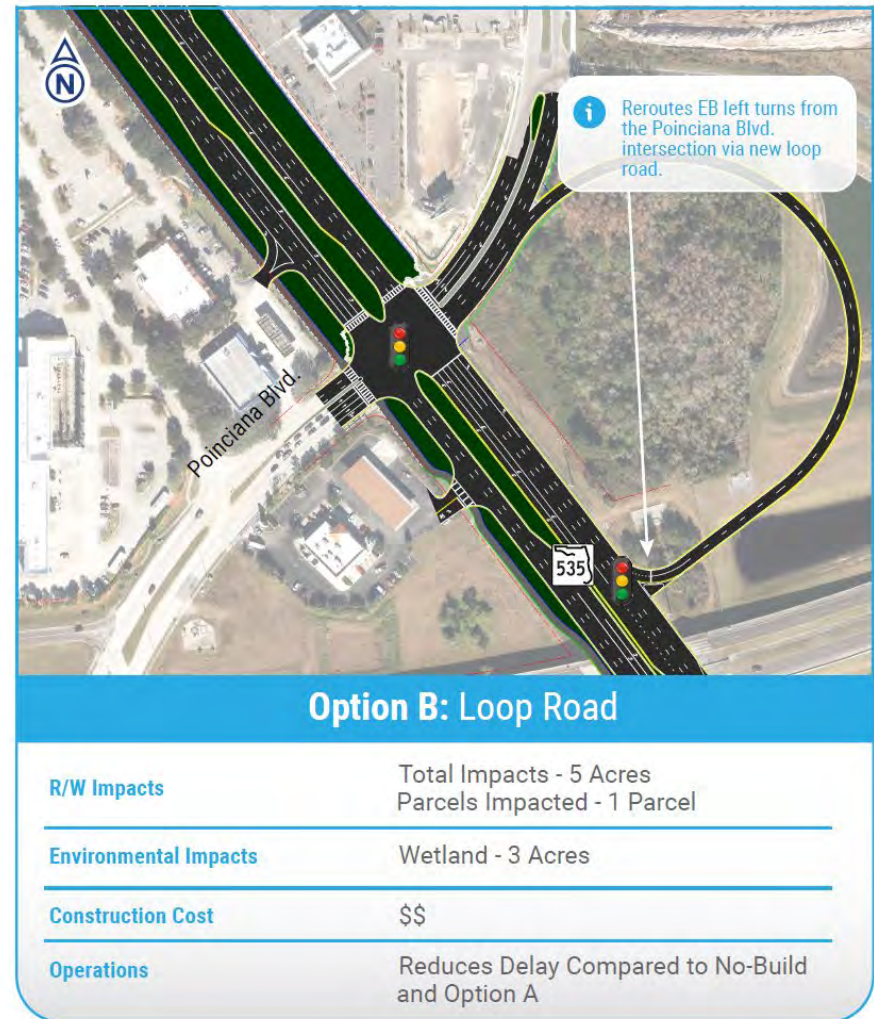 N
Reroutes EB left turns from
the Poinciana Blvd.
intersection via new loop
road.
Poinciana Blvd.
535
Option B: Loop Road
R/W Impacts
Total Impacts - 5 Acres
Parcels Impacted - 1 Parcel
Environmental Impacts
Wetland - 3 Acres
Construction Cost
$$
Operations
Reduces Delay Compared to No-Build
and Option A